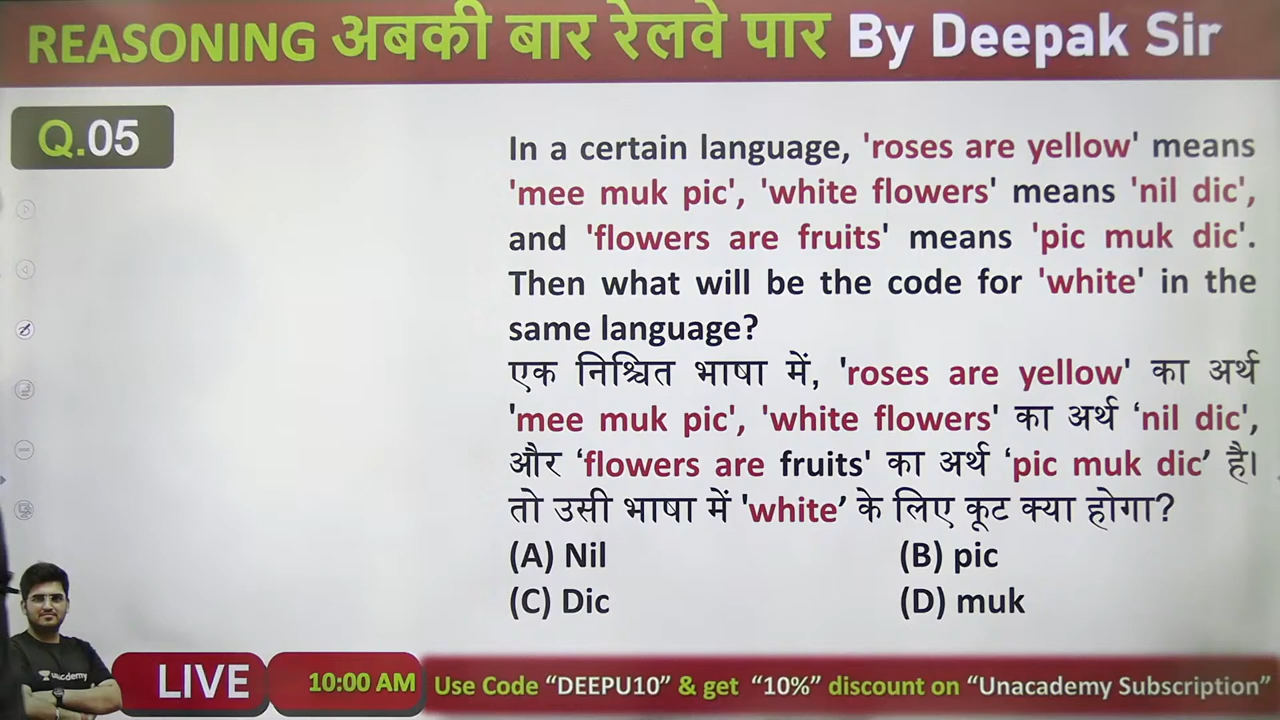 REASONING अबकी बार रेलवे पार By Deepak Sir
Q.05
In a certain language, 'roses are yellow' means
'mee muk pic', 'white flowers' means 'nil dic',
and 'flowers are fruits' means 'pic muk dic'.
Then what will be the code for 'white' in the
same language?
एक निश्चित भाषा में, 'roses are yellow' का अर्थ
'mee muk pic', 'white flowers' का अर्थ ‘nil dic',
और ‘flowers are fruits' का अर्थ ‘pic muk dic’ है।
तो उसी भाषा में 'white’ के लिए कूट क्या होगा?
(A) Nil (B) pic
(C) Dic (D) muk
unacademy
LIVE 10:00 AM Use Code “DEEPU10” & get “10%” discount on “Unacademy Subscription”